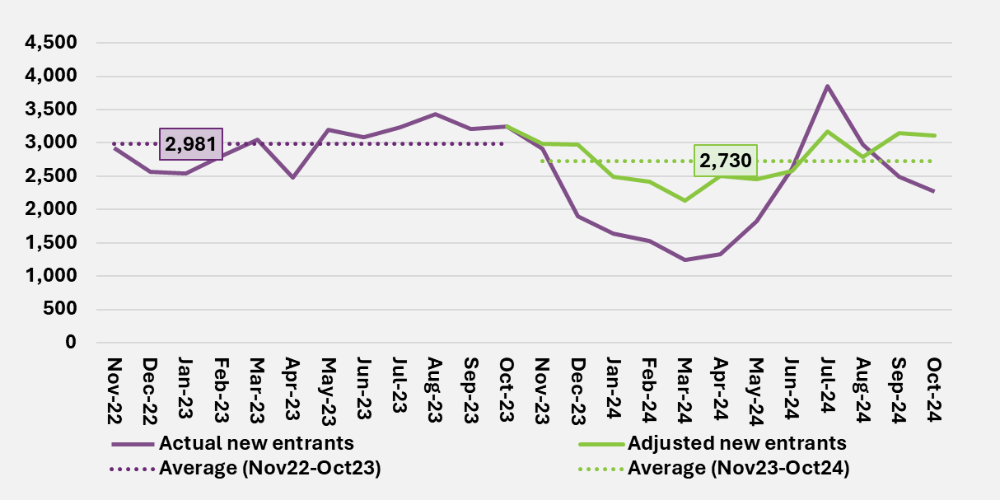 4,500
4,000
3,500
3,000
2,500
2,000
1,500
1,000
500
0
2,981
2,730
Nov-22
Dec-22
Jan-23
Feb-23
Mar-23
Apr-23
May-23
Jun-23
Jul-23
Aug-23
Sep-23
Oct-23
Nov-23
Dec-23
Jan-24
Feb-24
Mar-24
Apr-24
May-24
Jun-24
Jul-24
Aug-24
Sep-24
Oct-24
Actual new entrants
Adjusted new entrants
Average (Nov22-Oct23)
Average (Nov23-Oct24)